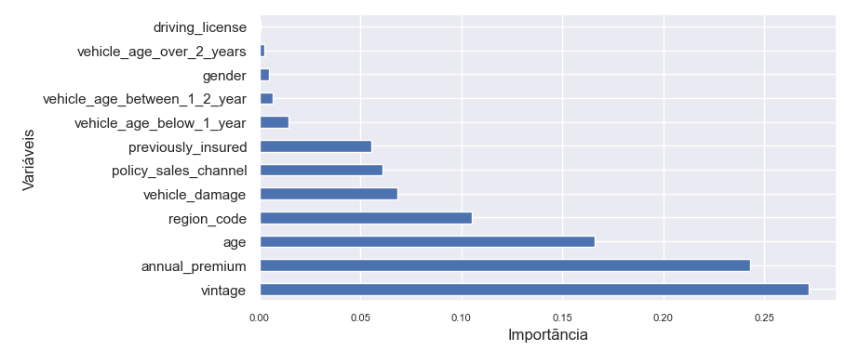 driving_license
vehicle_age_over_2_years
gender
vehicle_age_between_1_2_year
vehicle_age_below_1_year
previously_insured
policy_sales_channel
vehicle_damage
region_code
age
annual_premium
vintage
Variáveis
0.00 0.05 0.10 0.15 0.20 0.25
Importância